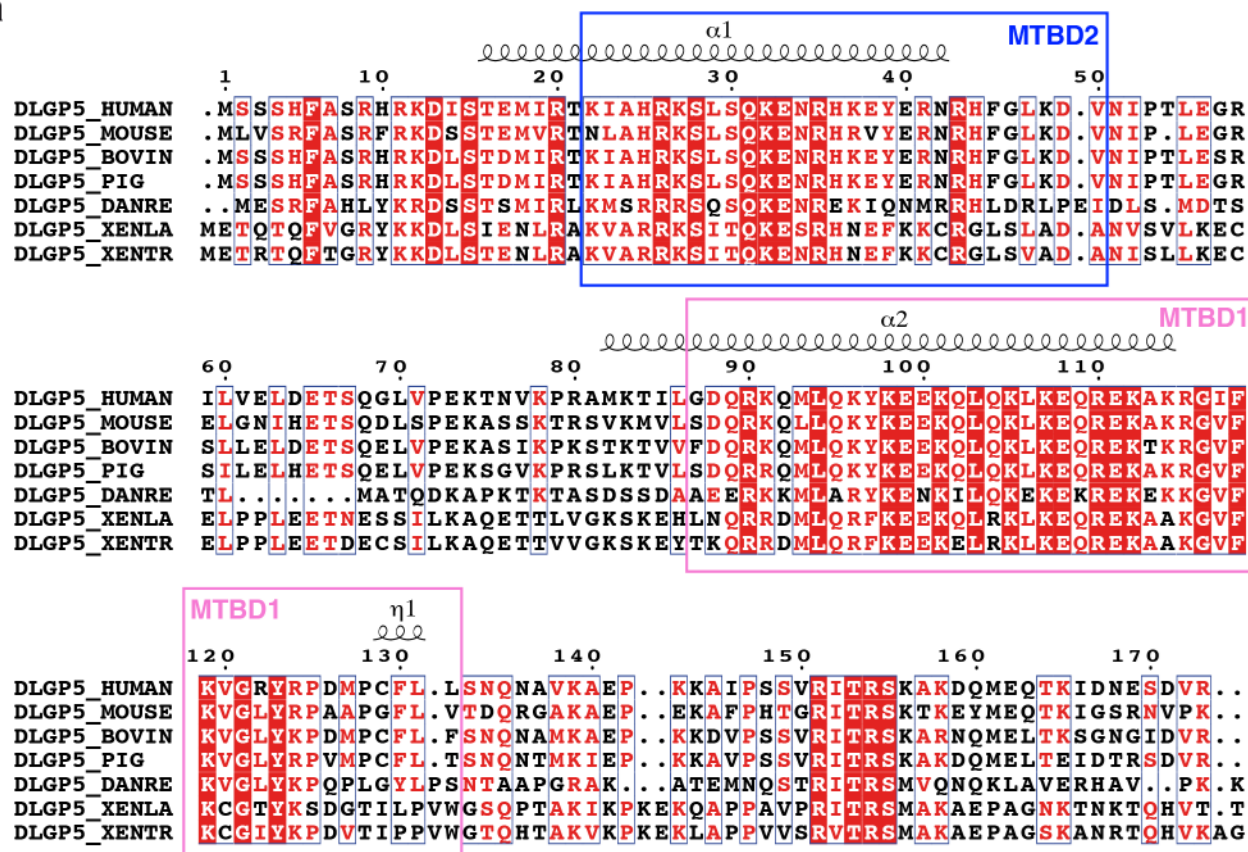 α1 MTBD2
1 10 20 30 40 50
DLGP5_HUMAN .MSSSHFASRHRKDISTEMIRTKIAHRKSLSQKENRHKEYERNRHFGLKD.VNIPTLEGR
DLGP5_MOUSE .MLVSRFASRFRKDSSTEMVRTNLAHRKSLSQKENRHRVYERNRHFGLKD.VNIP.LEGR
DLGP5_BOVIN .MSSSHFASRHRKDLSTDMIRTKIAHRKSLSQKENRHKEYERNRHFGLKD.VNIPTLESR
DLGP5_PIG .MSSSHFASRHRKDLSTDMIRTKIAHRKSLSQKENRHKEYERNRHFGLKD.VNIPTLEGR
DLGP5_DANRE ..MESRFAHLYRKDSSTSMIRLKMSRRRSQSQKENREKIQNMRRHLDRLPEIDLS.MDTS
DLGP5_XENLA METQTQFVGRYKKDLSIENLRAKVARRKSITQKESRHNEFKKCRGLSLAD.ANVSVLKEC
DLGP5_XENTR METRTQFTGRYKKDLSTENLRAKVARRKSITQKENRHNEFKKCRGLSVAD.ANISLLKEC
α2 MTBD1
60 70 80 90 100 110
DLGP5_HUMAN ILVELDETSQGLVPEKTNVKPRAMKTILGDQRKQMLQKYKEEKQLQKLKEQREKAKRGIF
DLGP5_MOUSE ELGNIHETSQDLSPEKASSKTRSVKMVLSDQRKQLLQKYKEEKQLQKLKEQREKAKRGVF
DLGP5_BOVIN SLLELDETSQELVPEKASIKPKSTKTVVFDQRRQMLQKYKEEKQLQKLKEQREKTKRGVF
DLGP5_PIG SILELHETSQELVPEKSGVKPRSLKTVLSDQRRQMLQKYKEEKQLQKLKEQREKAKRGVF
DLGP5_DANRE TL.......MATQDKAPKTKTASDSSDAAEERKKMLARYKENKILQKEKEKREKEKKGVF
DLGP5_XENLA ELPPLEETNESSILKAQETTLVGKSKEHLNQRRDMLQRFKEEKQLRKLKEQREKAAKGVF
DLGP5_XENTR ELPPLEETDECSILKAQETTVVGKSKEYTKQRRDMLQRFKEEKELRKLKEQREKAAKGVF
MTBD1 η1
120 130 140 150 160 170
DLGP5_HUMAN KVGRYRPDMPCFL.LSNQNAVKAEP..KKAIPSSVRITRSKAKDQMEQTKIDNESDVR..
DLGP5_MOUSE KVGLYRPAAPGFL.VTDQRGAKAEP..EKAFPHTGRITRSKTKEYMEQTKIGSRNVPK..
DLGP5_BOVIN KVGLYKPDMPCFL.FSNQNAMKAEP..KKDVPSSVRITRSKARNQMELTKSGNGIDVR..
DLGP5_PIG KVGLYRPVMPCFL.TSNQNTMKIEP..KKAVPSSVRITRSKAKDQMELTEIDTRSDVR..
DLGP5_DANRE KVGLYKPQPLGYLPSNTAAPGRAK...ATEMNQSTRITRSMVQNQKLAVERHAV..PK.K
DLGP5_XENLA KCGTYKSDGTILPVWGSQPTAKIKPKEKQAPPAVPRITRSMAKAEPAGNKTNKTQHVT.T
DLGP5_XENTR KCGIYKPDVTIPPVWGTQHTAKVKPKEKLAPPVVSRVTRSMAKAEPAGSKANRTQHVKAG